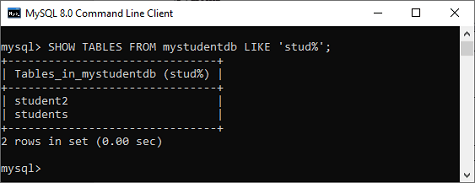 MySQL 8.0 Command Line Client
mysql> SHOW TABLES FROM mystudentdb LIKE 'stud%';
+-------------------------------+
| Tables_in_mystudentdb (stud%) |
+-------------------------------+
| student2                      |
| students                      |
+-------------------------------+
2 rows in set (0.00 sec)
mysql>